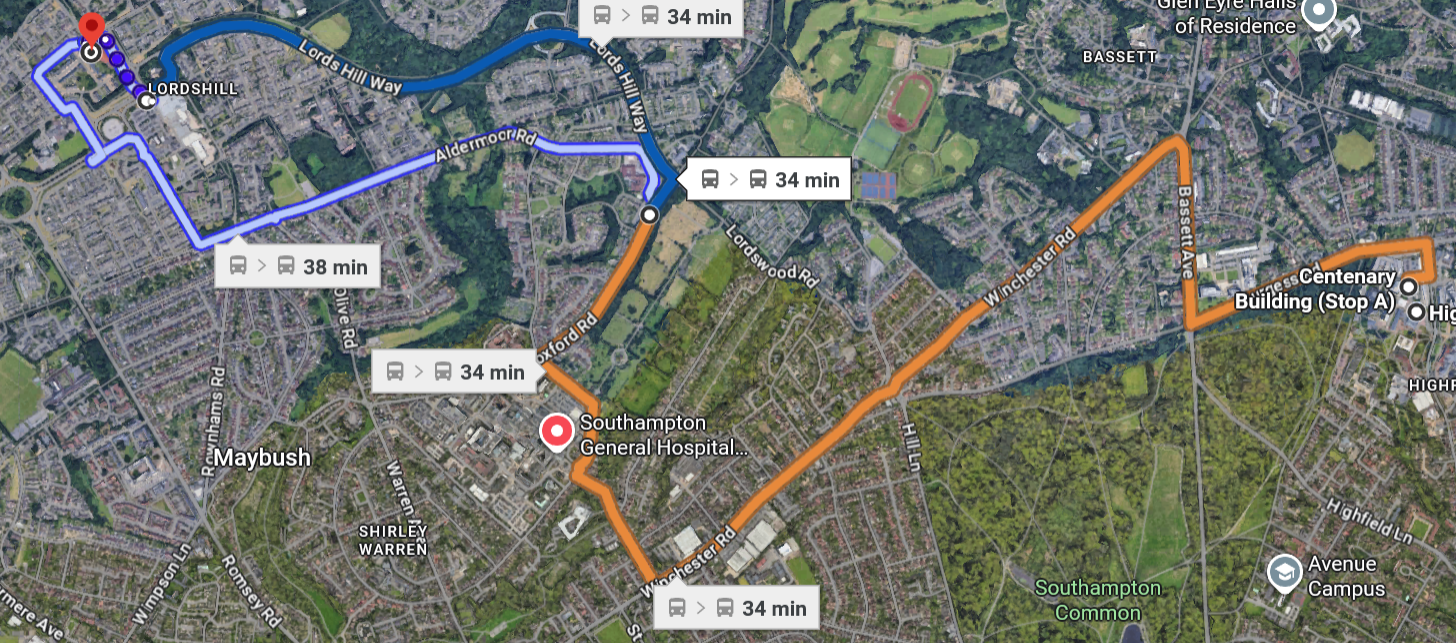 Glen Eyre Halls
of Residence
34 min
BASSETT
Lords Hill Way
Lords Hill Way
LORDSHILL
Aldermoor Rd
34 min
Bassett Ave
Lordswood Rd
Winchester Rd
38 min
Centenary
Building (Stop A)
Olive Rd
oxford Rd
34 min
HIGHF
Southampton
General Hospital...
Rownhams Rd
Maybush
Hill Ln
SHIRLEY
WARREN
Winchester Rd
Highfield Ln
Wimpson Ln
Romsey Rd
Avenue
Campus
Southampton
Common
34 min